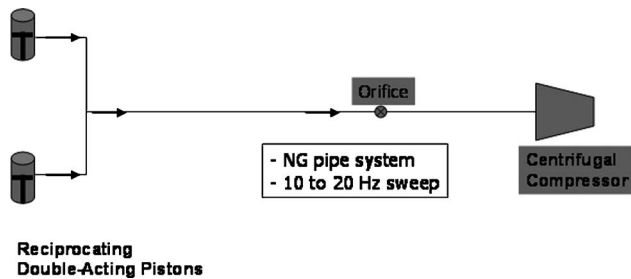 Orifice
- NG pipe system
- 10 to 20 Hz sweep
Centrifugal
Compressor
Reciprocating
Double-Acting Pistons